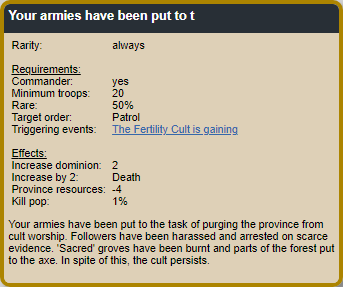 Your armies have been put to t
Rarity: always
Requirements:
Commander: yes
Minimum troops: 20
Rare: 50%
Target order: Patrol
Triggering events: The Fertility Cult is gaining
Effects:
Increase dominion: 2
Increase by 2: Death
Province resources: -4
Kill pop: 1%
Your armies have been put to the task of purging the province from
cult worship. Followers have been harassed and arrested on scarce
evidence. 'Sacred' groves have been burnt and parts of the forest put
to the axe. In spite of this, the cult persists.